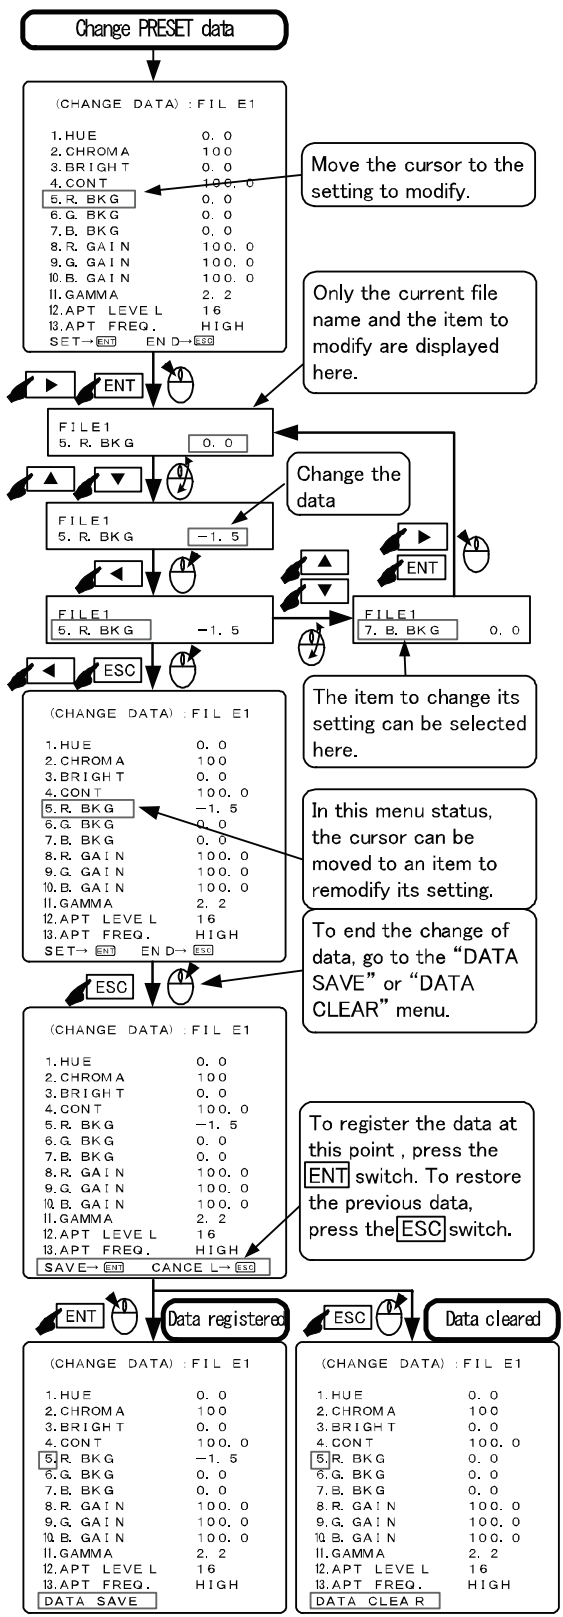 Change PRESET data
(CHANGE DATA) :FIL E1
1. HUE 0. 0
2. CHROMA 100
3. BRIGHT 0. 0
4. CONT 100. 0
5. R. BKG 0. 0
6. G. BKG 0. 0
7. B. BKG 0. 0
8. R. GAIN 100. 0
9. G. GAIN 100. 0
10. B. GAIN 100. 0
11. GAMMA 2. 2
12. APT LEVEL 16
13. APT FREQ. HIGH
SET→ ENT END→ ESC
Move the cursor to the
setting to modify.
Only the current file
name and the item to
modify are displayed
here.
▶ ENT
FILE1
5. R. BKG 0. 0
▲ ▼
Change the
data
FILE1
5. R. BKG −1. 5
◀
▲
▼
▶
ENT
FILE1
5. R. BKG −1. 5
FILE1
7. B. BKG 0. 0
◀ ESC
The item to change its
setting can be selected
here.
(CHANGE DATA) :FIL E1
1. HUE 0. 0
2. CHROMA 100
3. BRIGHT 0. 0
4. CONT 100. 0
5. R. BKG −1. 5
6. G. BKG 0. 0
7. B. BKG 0. 0
8. R. GAIN 100. 0
9. G. GAIN 100. 0
10. B. GAIN 100. 0
11. GAMMA 2. 2
12. APT LEVEL 16
13. APT FREQ. HIGH
SET→ ENT END→ ESC
In this menu status,
the cursor can be
moved to an item to
remodify its setting.
To end the change of
data, go to the “DATA
SAVE” or “DATA
CLEAR” menu.
ESC
(CHANGE DATA) :FIL E1
1. HUE 0. 0
2. CHROMA 100
3. BRIGHT 0. 0
4. CONT 100. 0
5. R. BKG −1. 5
6. G. BKG 0. 0
7. B. BKG 0. 0
8. R. GAIN 100. 0
9. G. GAIN 100. 0
10. B. GAIN 100. 0
11. GAMMA 2. 2
12. APT LEVEL 16
13. APT FREQ. HIGH
SAVE→ ENT CANCEL→ ESC
To register the data at
this point , press the
ENT switch. To restore
the previous data,
press the ESC switch.
ENT
Data registered
ESC
Data cleared
(CHANGE DATA) :FIL E1
1. HUE 0. 0
2. CHROMA 100
3. BRIGHT 0. 0
4. CONT 100. 0
5. R. BKG −1. 5
6. G. BKG 0. 0
7. B. BKG 0. 0
8. R. GAIN 100. 0
9. G. GAIN 100. 0
10. B. GAIN 100. 0
11. GAMMA 2. 2
12. APT LEVEL 16
13. APT FREQ. HIGH
DATA SAVE
(CHANGE DATA) :FIL E1
1. HUE 0. 0
2. CHROMA 100
3. BRIGHT 0. 0
4. CONT 100. 0
5. R. BKG 0. 0
6. G. BKG 0. 0
7. B. BKG 0. 0
8. R. GAIN 100. 0
9. G. GAIN 100. 0
10. B. GAIN 100. 0
11. GAMMA 2. 2
12. APT LEVEL 16
13. APT FREQ. HIGH
DATA CLEAR